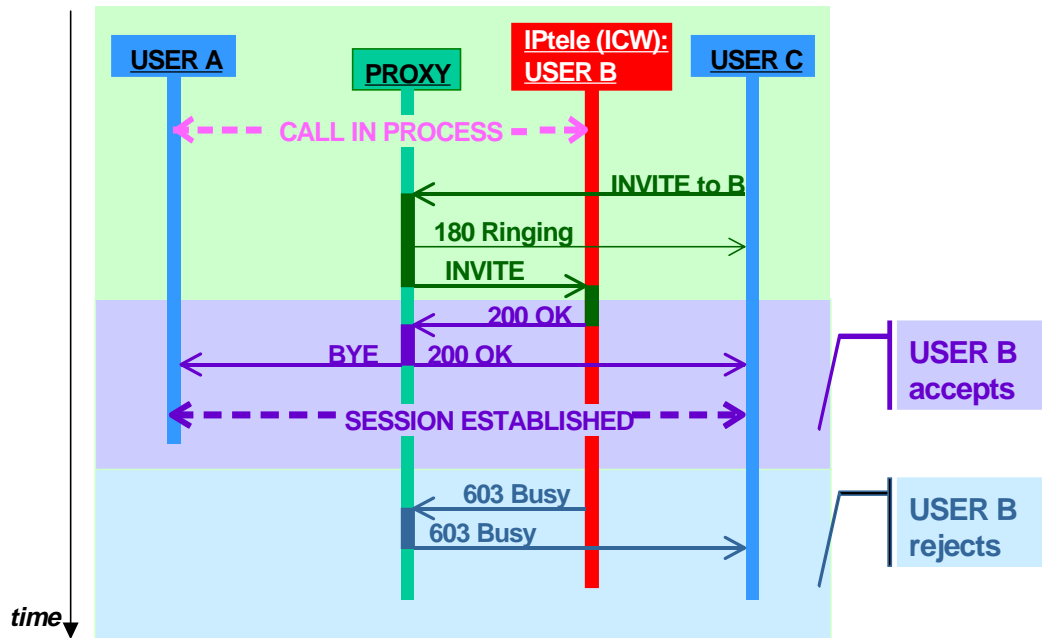 USER A
PROXY
IPtele (ICW):
USER B
USER C
CALL IN PROCESS
INVITE to B
180 Ringing
INVITE
200 OK
BYE
200 OK
SESSION ESTABLISHED
USER B
accepts
603 Busy
603 Busy
USER B
rejects
time